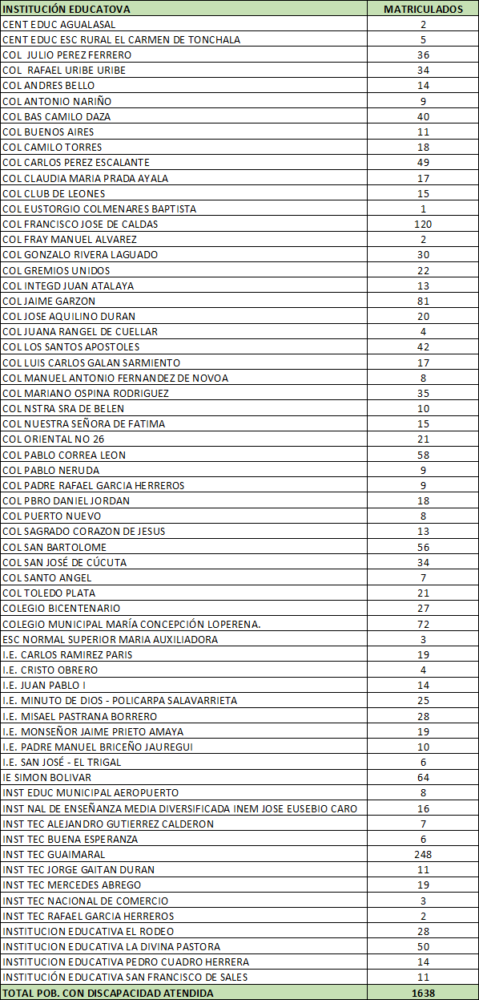 INSTITUCIÓN EDUCATOVA MATRICULADOS
CENT EDUC AGUALASAL 2
CENT EDUC ESC RURAL EL CARMEN DE TONCHALA 5
COL  JULIO PEREZ FERRERO 36
COL  RAFAEL URIBE URIBE 34
COL ANDRES BELLO 14
COL ANTONIO NARIÑO 9
COL BAS CAMILO DAZA 40
COL BUENOS AIRES 11
COL CAMILO TORRES 18
COL CARLOS PEREZ ESCALANTE 49
COL CLAUDIA MARIA PRADA AYALA 17
COL CLUB DE LEONES 15
COL EUSTORGIO COLMENARES BAPTISTA 1
COL FRANCISCO JOSE DE CALDAS 120
COL FRAY MANUEL ALVAREZ 2
COL GONZALO RIVERA LAGUADO 30
COL GREMIOS UNIDOS 22
COL INTEGD JUAN ATALAYA 13
COL JAIME GARZON 81
COL JOSE AQUILINO DURAN 20
COL JUANA RANGEL DE CUELLAR 4
COL LOS SANTOS APOSTOLES 42
COL LUIS CARLOS GALAN SARMIENTO 17
COL MANUEL ANTONIO FERNANDEZ DE NOVOA 8
COL MARIANO OSPINA RODRIGUEZ 35
COL NSTRA SRA DE BELEN 10
COL NUESTRA SEÑORA DE FATIMA 15
COL ORIENTAL NO 26 21
COL PABLO CORREA LEON 58
COL PABLO NERUDA 9
COL PADRE RAFAEL GARCIA HERREROS 9
COL PBRO DANIEL JORDAN 18
COL PUERTO NUEVO 8
COL SAGRADO CORAZON DE JESUS 13
COL SAN BARTOLOME 56
COL SAN JOSÉ DE CÚCUTA 34
COL SANTO ANGEL 7
COL TOLEDO PLATA 21
COLEGIO BICENTENARIO 27
COLEGIO MUNICIPAL MARÍA CONCEPCIÓN LOPERENA. 72
ESC NORMAL SUPERIOR MARIA AUXILIADORA 3
I.E. CARLOS RAMIREZ PARIS 19
I.E. CRISTO OBRERO 4
I.E. JUAN PABLO I 14
I.E. MINUTO DE DIOS - POLICARPA SALAVARRIETA 25
I.E. MISAEL PASTRANA BORRERO 28
I.E. MONSEÑOR JAIME PRIETO AMAYA 19
I.E. PADRE MANUEL BRICEÑO JAUREGUI 10
I.E. SAN JOSÉ - EL TRIGAL 6
IE SIMON BOLIVAR 64
INST EDUC MUNICIPAL AEROPUERTO 8
INST NAL DE ENSEÑANZA MEDIA DIVERSIFICADA INEM JOSE EUSEBIO CARO 16
INST TEC ALEJANDRO GUTIERREZ CALDERON 7
INST TEC BUENA ESPERANZA 6
INST TEC GUAIMARAL 248
INST TEC JORGE GAITAN DURAN 11
INST TEC MERCEDES ABREGO 19
INST TEC NACIONAL DE COMERCIO 3
INST TEC RAFAEL GARCIA HERREROS 2
INSTITUCION EDUCATIVA EL RODEO 28
INSTITUCION EDUCATIVA LA DIVINA PASTORA 50
INSTITUCIÓN EDUCATIVA PEDRO CUADRO HERRERA 14
INSTITUCIÓN EDUCATIVA SAN FRANCISCO DE SALES 11
TOTAL POB. CON DISCAPACIDAD ATENDIDA 1638